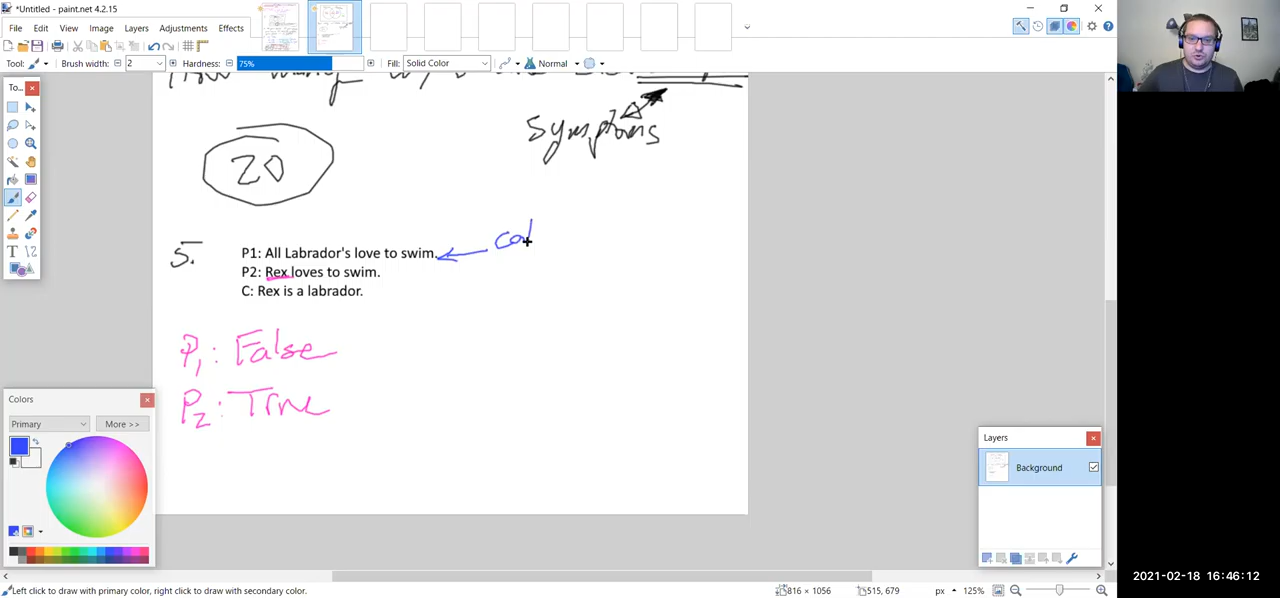 *Untitled - paint.net 4.2.15
File Edit View Image Layers Adjustments Effects
Tool: Brush width: 2 Hardness: 75% Fill: Solid Color Normal
To...
Symptoms
20
5.
P1: All Labrador's love to swim.
P2: Rex loves to swim.
C: Rex is a labrador.
P1: False
P2: True
Colors
Primary More >>
Layers
Background
2021-02-18 16:46:12
Left click to draw with primary color, right click to draw with secondary color. 816 × 1056 515, 679 px 125%